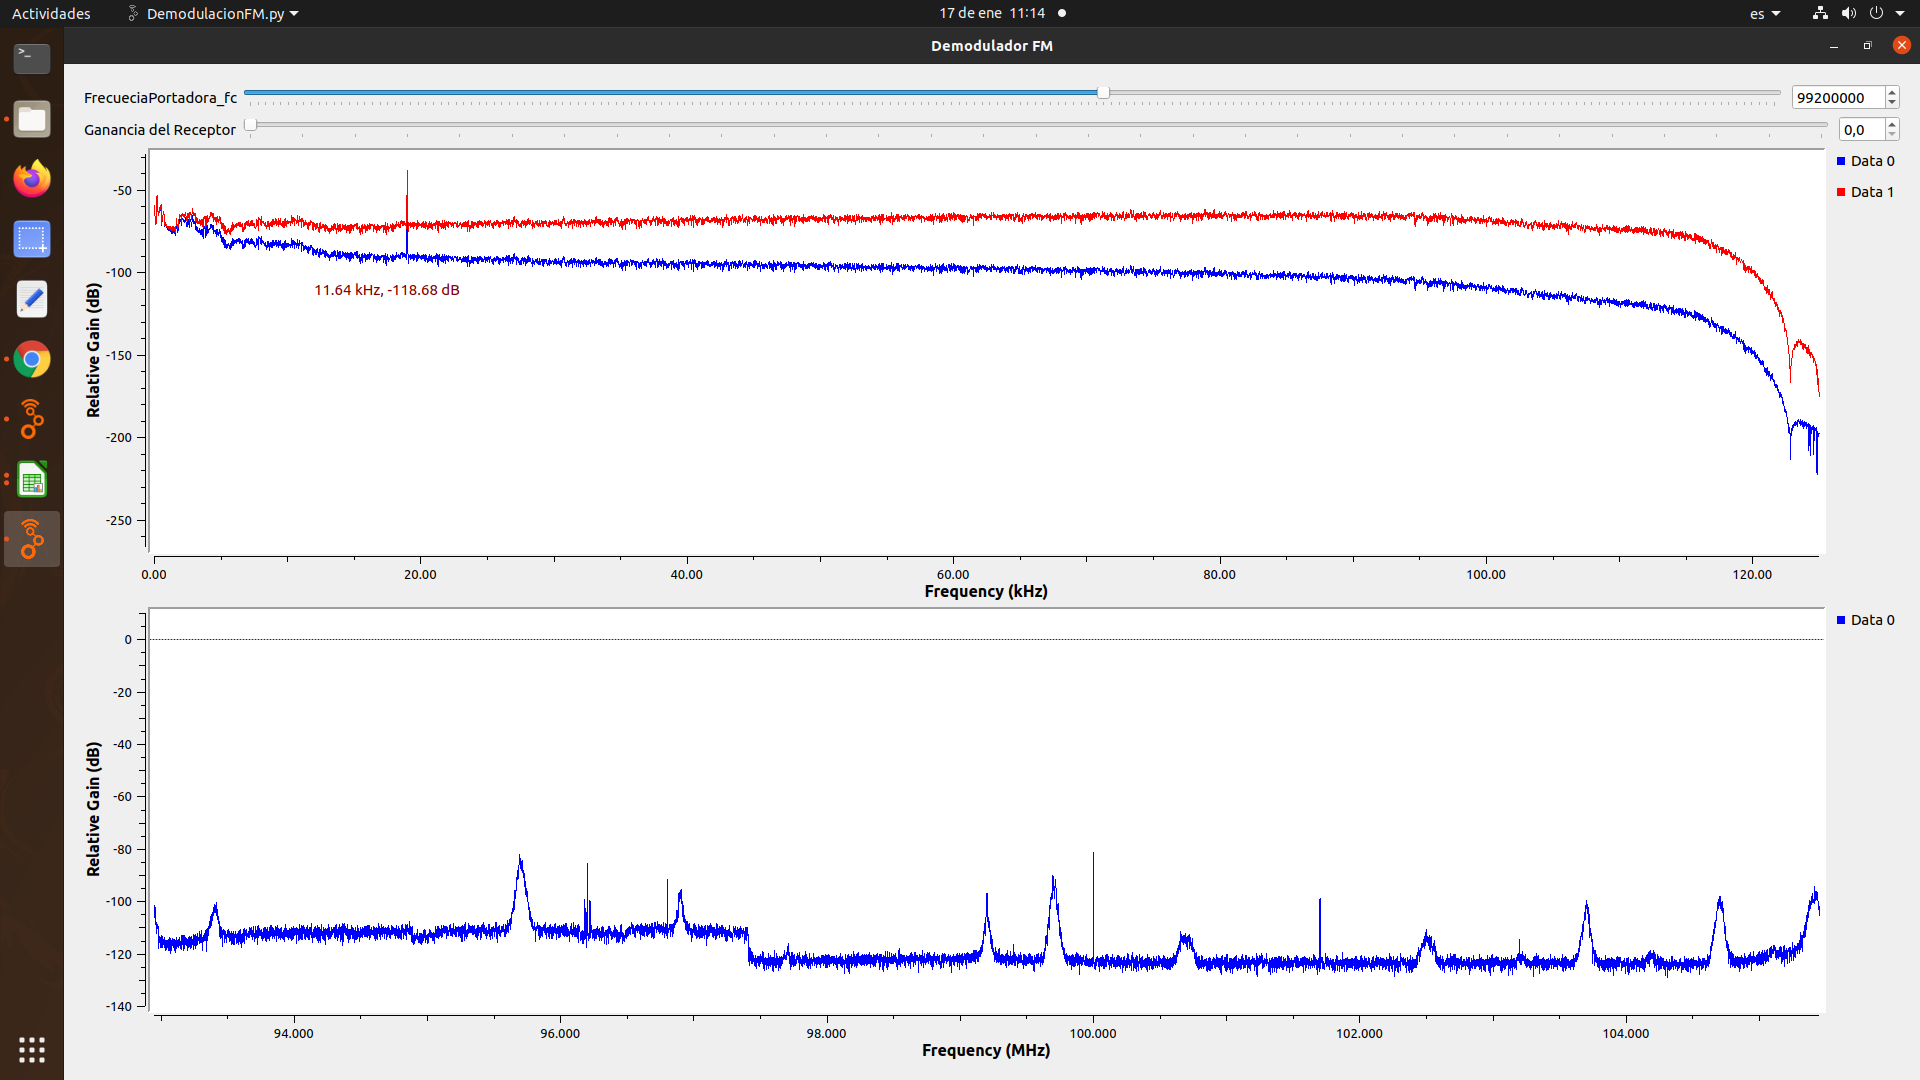 Actividades DemodulacionFM.py 17 de ene 11:14 es
Demodulador FM
FrecueciaPortadora_fc 99200000
Ganancia del Receptor 0,0
Data 0
Data 1
-50
-100
-150
-200
-250
Relative Gain (dB)
11.64 kHz, -118.68 dB
0.00 20.00 40.00 60.00 80.00 100.00 120.00
Frequency (kHz)
Data 0
0
-20
-40
-60
-80
-100
-120
-140
Relative Gain (dB)
94.000 96.000 98.000 100.000 102.000 104.000
Frequency (MHz)